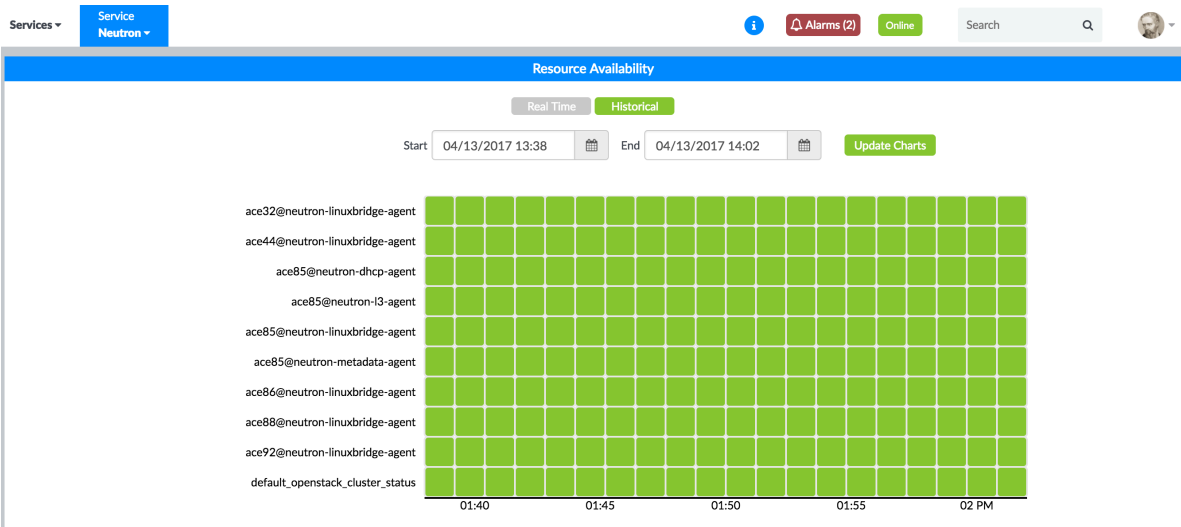 Services
Service
Neutron
i
Alarms (2)
Online
Search
Resource Availability
Real Time
Historical
Start
04/13/2017 13:38
End
04/13/2017 14:02
Update Charts
ace32@neutron-linuxbridge-agent
ace44@neutron-linuxbridge-agent
ace85@neutron-dhcp-agent
ace85@neutron-l3-agent
ace85@neutron-linuxbridge-agent
ace85@neutron-metadata-agent
ace86@neutron-linuxbridge-agent
ace88@neutron-linuxbridge-agent
ace92@neutron-linuxbridge-agent
default_openstack_cluster_status
01:40 01:45 01:50 01:55 02 PM